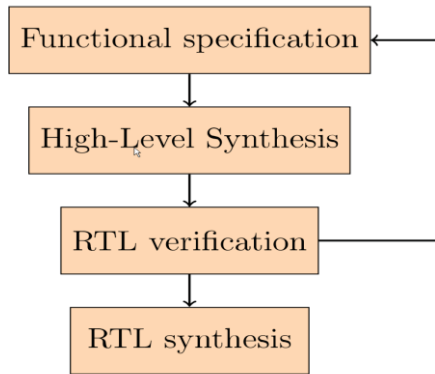 Functional specification
High-Level Synthesis
RTL verification
RTL synthesis